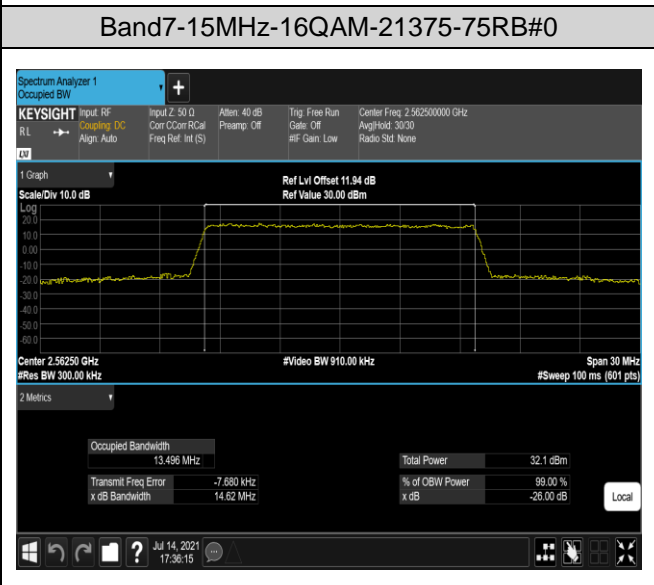 Band7-15MHz-16QAM-21375-75RB#0
Spectrum Analyzer 1
Occupied BW
+
KEYSIGHT Input: RF Input Z: 50 Ω Atten: 40 dB Trig: Free Run Center Freq: 2.562500000 GHz
RL Coupling: DC Corr CCorr RCal Preamp: Off Gate: Off Avg|Hold: 30/30
Align: Auto Freq Ref: Int (S) #IF Gain: Low Radio Std: None
LXI
1 Graph Ref Lvl Offset 11.94 dB
Scale/Div 10.0 dB Ref Value 30.00 dBm
Log
20.0
10.0
0.00
-10.0
-20.0
-30.0
-40.0
-50.0
-60.0
Center 2.56250 GHz #Video BW 910.00 kHz Span 30 MHz
#Res BW 300.00 kHz #Sweep 100 ms (601 pts)
2 Metrics
Occupied Bandwidth
13.496 MHz Total Power 32.1 dBm
Transmit Freq Error -7.680 kHz % of OBW Power 99.00 %
x dB Bandwidth 14.62 MHz x dB -26.00 dB
Local
? Jul 14, 2021
17:36:15